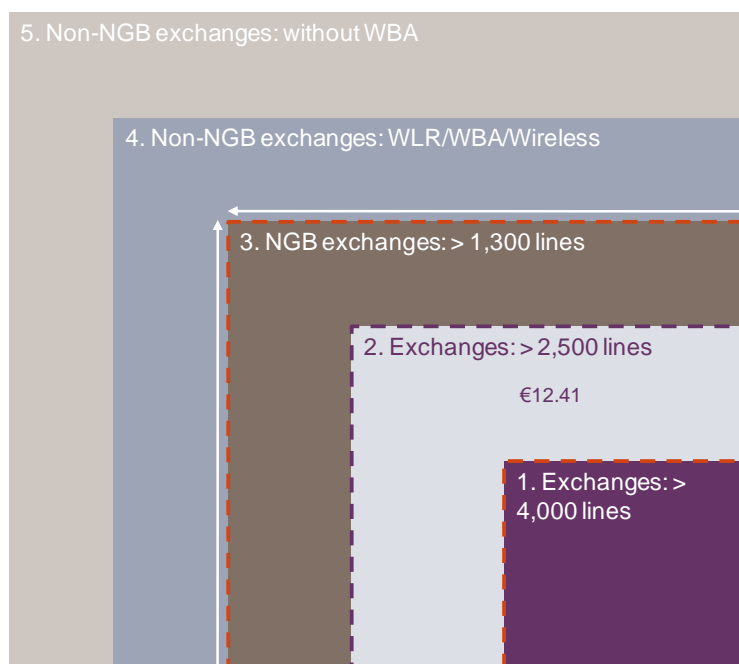 5. Non-NGB exchanges: without WBA
4. Non-NGB exchanges: WLR/WBA/Wireless
3. NGB exchanges: > 1,300 lines
2. Exchanges: > 2,500 lines
€12.41
1. Exchanges: >
4,000 lines